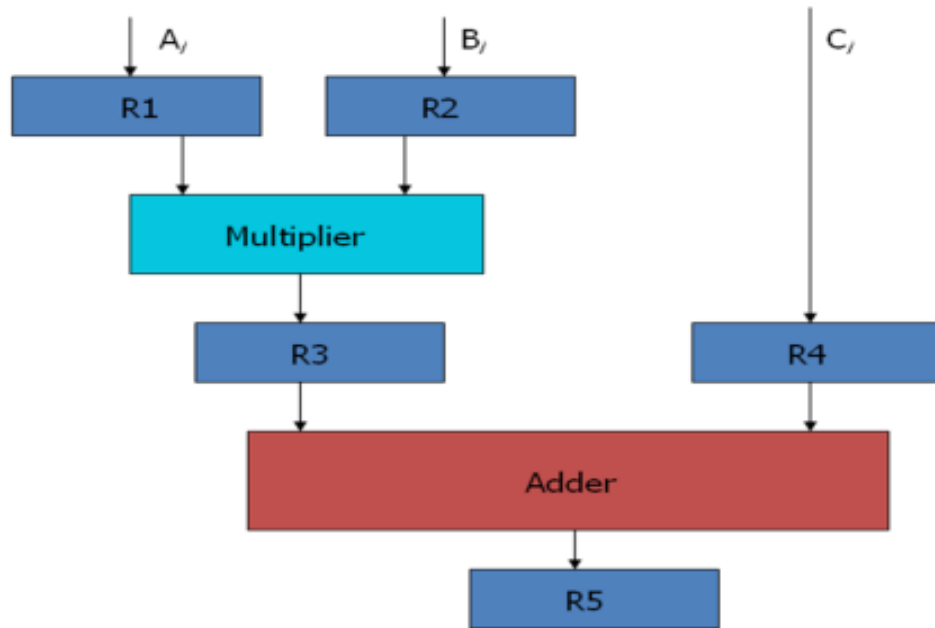 Ai
Bi
Ci
R1
R2
Multiplier
R3
R4
Adder
R5